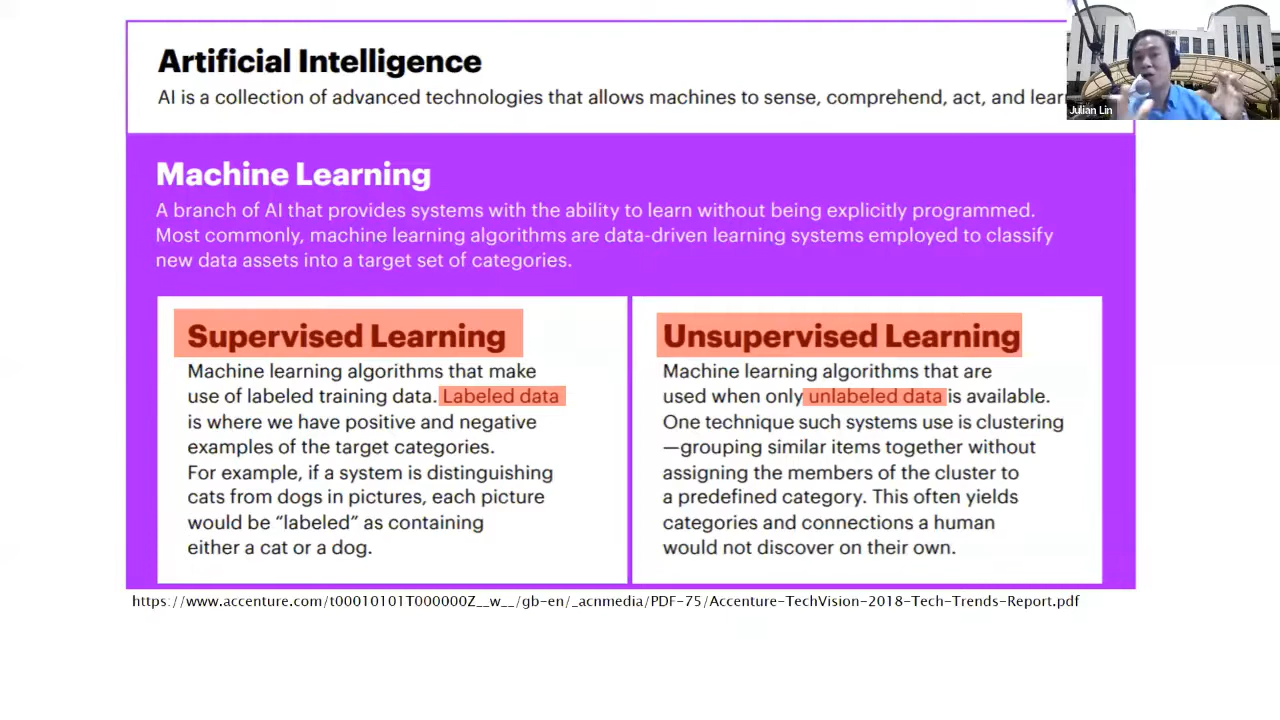 Artificial Intelligence
AI is a collection of advanced technologies that allows machines to sense, comprehend, act, and lear
Julian Lin
Machine Learning
A branch of AI that provides systems with the ability to learn without being explicitly programmed.
Most commonly, machine learning algorithms are data-driven learning systems employed to classify
new data assets into a target set of categories.
Supervised Learning
Machine learning algorithms that make
use of labeled training data. Labeled data
is where we have positive and negative
examples of the target categories.
For example, if a system is distinguishing
cats from dogs in pictures, each picture
would be “labeled” as containing
either a cat or a dog.
Unsupervised Learning
Machine learning algorithms that are
used when only unlabeled data is available.
One technique such systems use is clustering
—grouping similar items together without
assigning the members of the cluster to
a predefined category. This often yields
categories and connections a human
would not discover on their own.
https://www.accenture.com/t00010101T000000Z__w__/gb-en/_acnmedia/PDF-75/Accenture-TechVision-2018-Tech-Trends-Report.pdf